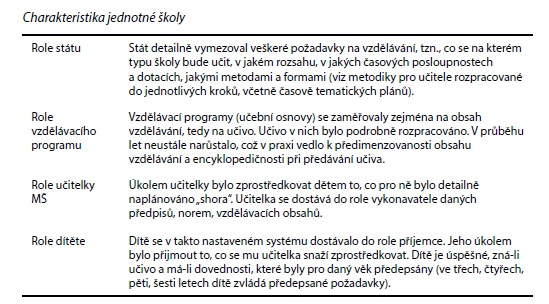 Charakteristika jednotné školy
Role státu
Stát detailně vymezoval veškeré požadavky na vzdělávání, tzn., co se na kterém
typu školy bude učit, v jakém rozsahu, v jakých časových posloupnostech
a dotacích, jakými metodami a formami (viz metodiky pro učitele rozpracované
do jednotlivých kroků, včetně časově tematických plánů).
Role
vzdělávacího
programu
Vzdělávací programy (učební osnovy) se zaměřovaly zejména na obsah
vzdělávání, tedy na učivo. Učivo v nich bylo podrobně rozpracováno. V průběhu
let neustále narůstalo, což v praxi vedlo k předimenzovanosti obsahu
vzdělávání a encyklopedičnosti při předávání učiva.
Role učitelky
MŠ
Úkolem učitelky bylo zprostředkovat dětem to, co pro ně bylo detailně
naplánováno „shora“. Učitelka se dostává do role vykonavatele daných
předpisů, norem, vzdělávacích obsahů.
Role dítěte
Dítě se v takto nastaveném systému dostávalo do role příjemce. Jeho úkolem
bylo přijmout to, co se mu učitelka snaží zprostředkovat. Dítě je úspěšné, zná-li
učivo a má-li dovednosti, které byly pro daný věk předepsány (ve třech, čtyřech,
pěti, šesti letech dítě zvládá předepsané požadavky).